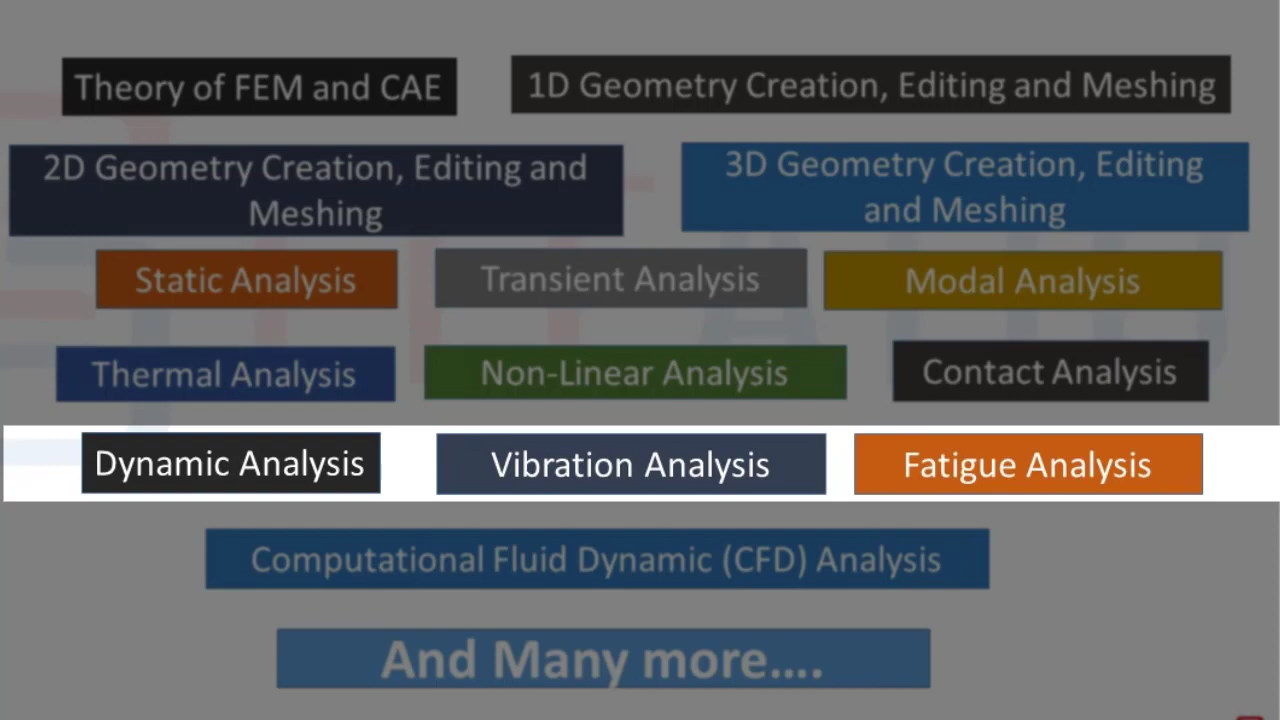 Theory of FEM and CAE
1D Geometry Creation, Editing and Meshing
2D Geometry Creation, Editing and
Meshing
3D Geometry Creation, Editing
and Meshing
Static Analysis
Transient Analysis
Modal Analysis
Thermal Analysis
Non-Linear Analysis
Contact Analysis
Dynamic Analysis
Vibration Analysis
Fatigue Analysis
Computational Fluid Dynamic (CFD) Analysis
And Many more....